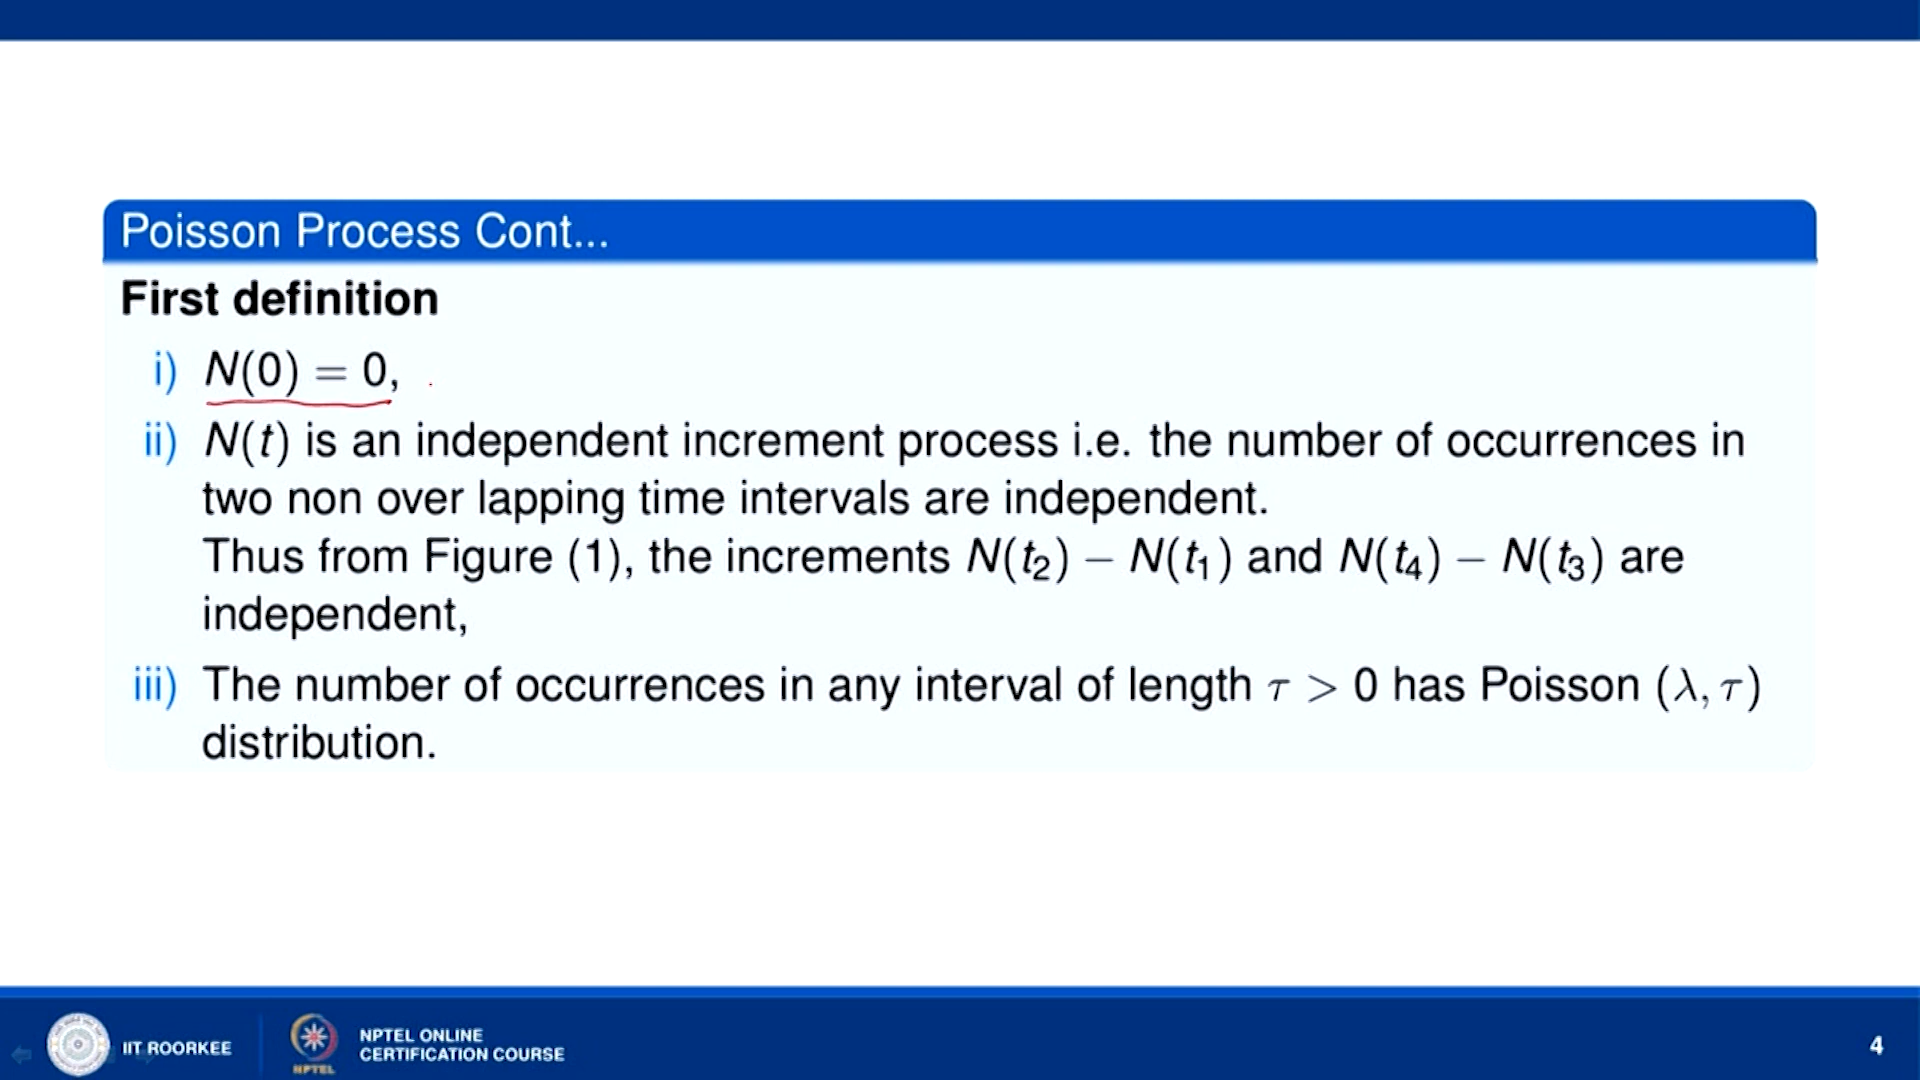 Poisson Process Cont...
First definition
i) N(0) = 0,
ii) N(t) is an independent increment process i.e. the number of occurrences in
two non over lapping time intervals are independent.
Thus from Figure (1), the increments N(t₂) – N(t₁) and N(t₄) – N(t₃) are
independent,
iii) The number of occurrences in any interval of length τ > 0 has Poisson (λ, τ)
distribution.
IIT ROORKEE
NPTEL
NPTEL ONLINE
CERTIFICATION COURSE
4